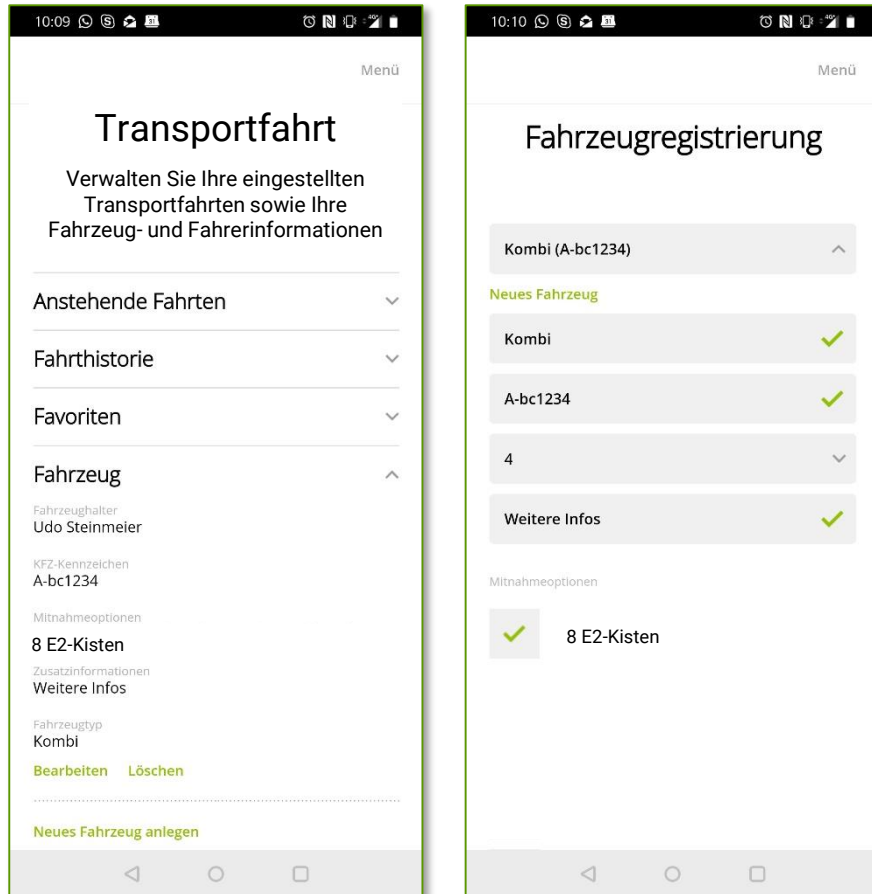 10:09
Menü
Transportfahrt
Verwalten Sie Ihre eingestellten
Transportfahrten sowie Ihre
Fahrzeug- und Fahrerinformationen
Anstehende Fahrten
Fahrthistorie
Favoriten
Fahrzeug
Fahrzeughalter
Udo Steinmeier
KFZ-Kennzeichen
A-bc1234
Mitnahmeoptionen
8 E2-Kisten
Zusatzinformationen
Weitere Infos
Fahrzeugtyp
Kombi
Bearbeiten Löschen
Neues Fahrzeug anlegen
10:10
Menü
Fahrzeugregistrierung
Kombi (A-bc1234)
Neues Fahrzeug
Kombi
A-bc1234
4
Weitere Infos
Mitnahmeoptionen
8 E2-Kisten